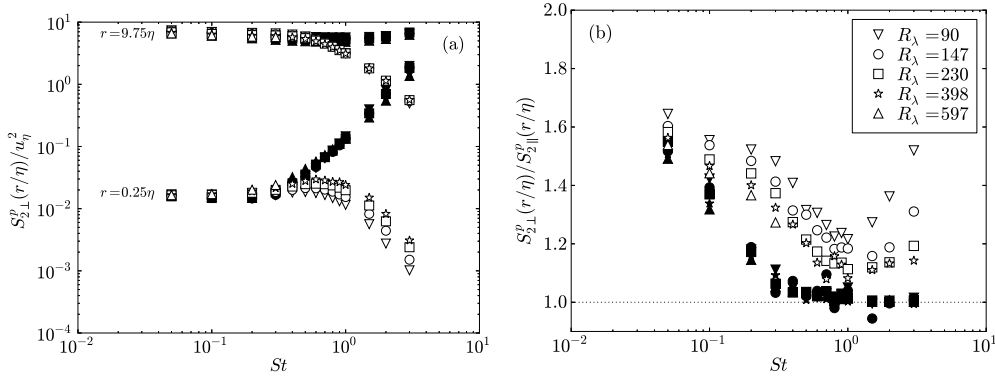 10^1
10^0
10^{-1}
10^{-2}
10^{-3}
10^{-4}
S^p_{2⊥}(r/η)/u^2_η
r=9.75η
r=0.25η
(a)
10^{-2} 10^{-1} 10^0 10^1
St
2.0
1.8
1.6
1.4
1.2
1.0
S^p_{2⊥}(r/η)/S^p_{2∥}(r/η)
(b)
R_λ=90
R_λ=147
R_λ=230
R_λ=398
R_λ=597
10^{-2} 10^{-1} 10^0 10^1
St